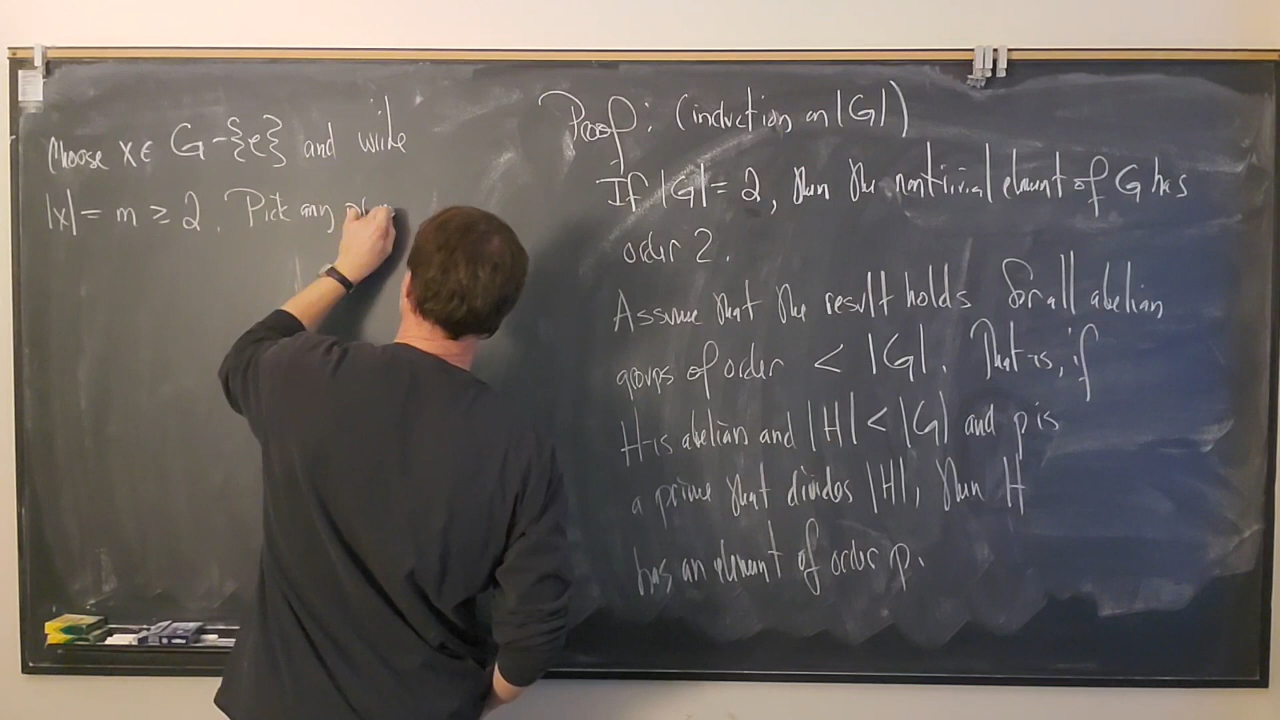 Choose x ∈ G - {e} and write
|x| = m ≥ 2. Pick any
Proof: (induction on |G|)
If |G| = 2, then the nontrivial element of G has
order 2.
Assume that the result holds for all abelian
groups of order < |G|. That is, if
H is abelian and |H| < |G| and p is
a prime that divides |H|, then H
has an element of order p.